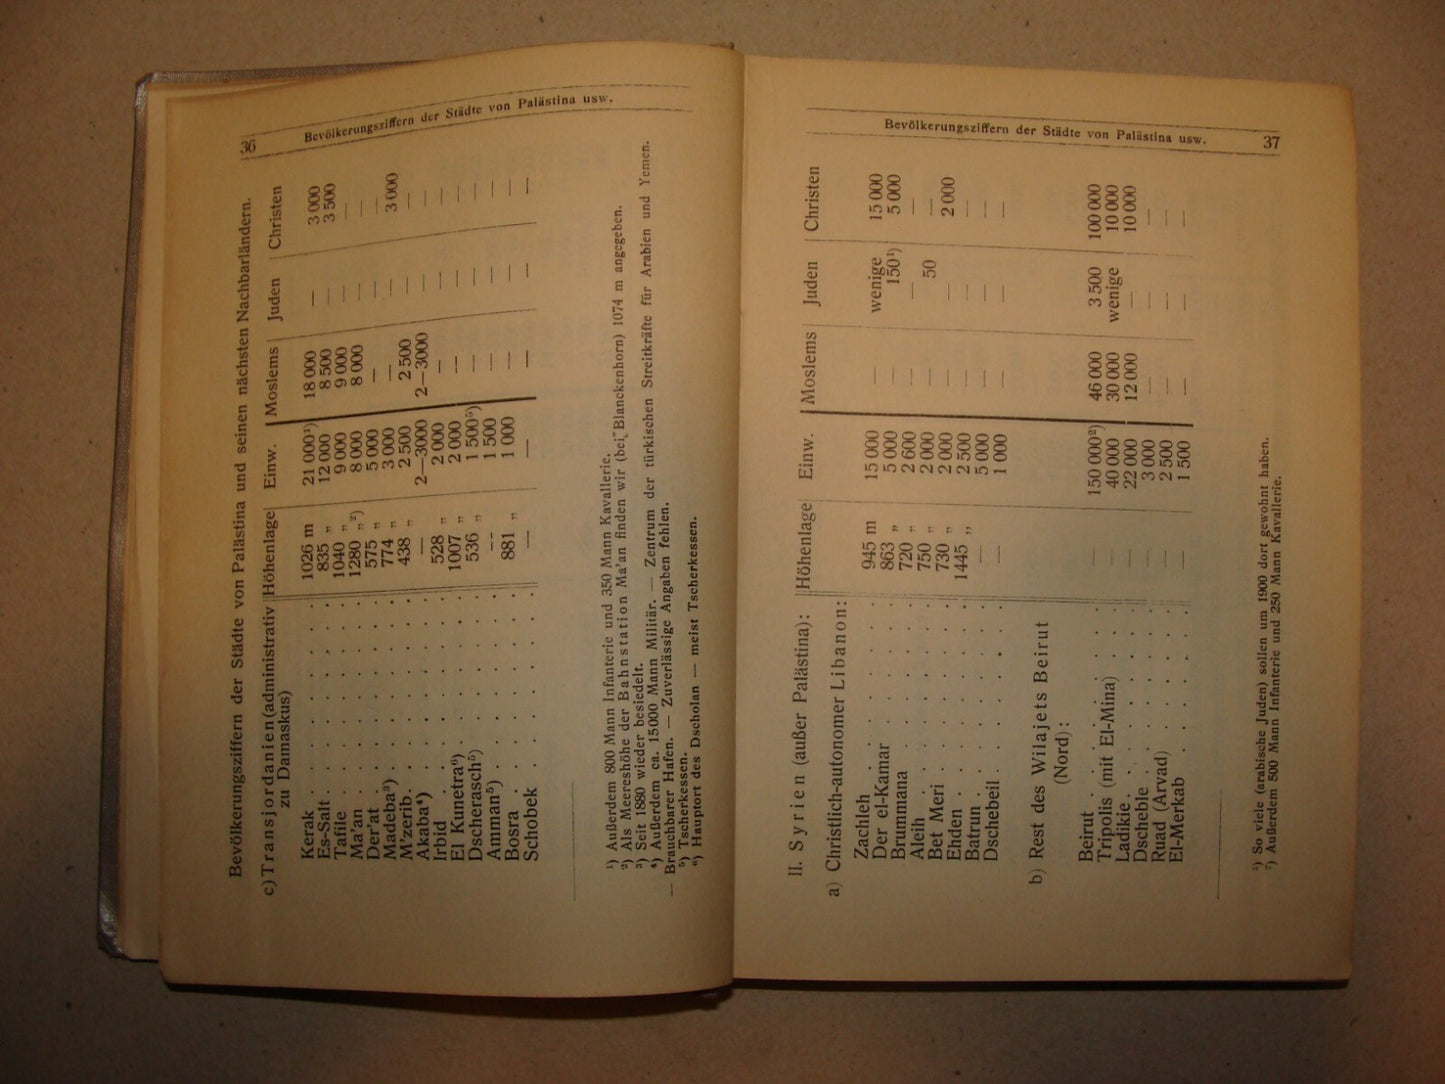 36 Bevölkerungsziffern der Städte von Palästina usw.
Bevölkerungsziffern der Städte von Palästina und seinen nächsten Nachbarländern.
c) Transjordanien (administrativ Höhenlage Einw. Moslems Juden Christen
zu Damaskus)
Kerak . . . . . . . 1026 m 21 000¹) 18 000 — 3 000
Es-Salt . . . . . . . 835 „ 12 000 8 500 — 3 500
Tafile . . . . . . . 1040 „ 9 000 9 000 — —
Ma'an . . . . . . . 1280 „²) 8 000 8 000 — —
Der'at . . . . . . . 575 „ 5 000 — — —
Madeba³) . . . . . . 774 „ 3 000 — — 3 000
M'zerib. . . . . . . 438 „ 2 500 2 500 — —
Akaba⁴) . . . . . . — 2—3000 2—3000 — —
Irbid . . . . . . . 528 „ 2 000 — — —
El Kunetra⁶) . . . . . 1007 „ 2 000 — — —
Dscherasch⁵) . . . . . 536 „ 1 500⁵) — — —
Amman⁵) . . . . . . — 1 500 — — —
Bosra . . . . . . . 881 „ 1 000 — — —
Schobek . . . . . . — — — — —
¹) Außerdem 800 Mann Infanterie und 350 Mann Kavallerie.
²) Als Meereshöhe der Bahnstation Ma'an finden wir (bei Blanckenhorn) 1074 m angegeben.
³) Seit 1880 wieder besiedelt.
⁴) Außerdem ca. 15000 Mann Militär. — Zentrum der türkischen Streitkräfte für Arabien und Yemen.
— Brauchbarer Hafen. — Zuverlässige Angaben fehlen.
⁵) Tscherkessen.
⁶) Hauptort des Dscholan — meist Tscherkessen.
Bevölkerungsziffern der Städte von Palästina usw. 37
II. Syrien (außer Palästina): Höhenlage Einw. Moslems Juden Christen
a) Christlich-autonomer Libanon:
Zachleh . . . . . . 945 m 15 000 — wenige 15 000
Der el-Kamar . . . . 863 „ 5 000 — 150¹) 5 000
Brummana . . . . . 720 „ 2 600 — — —
Aleih . . . . . . . 750 „ 2 000 — 50 —
Bet Meri . . . . . . 730 „ 2 000 — — 2 000
Ehden . . . . . . . 1445 „ 2 500 — — —
Batrun . . . . . . . — 5 000 — — —
Dschebeil . . . . . . — 1 000 — — —
b) Rest des Wilajets Beirut
(Nord):
Beirut . . . . . . . — 150 000²) 46 000 3 500 100 000
Tripolis (mit El-Mina) . . . — 40 000 30 000 wenige 10 000
Ladikie . . . . . . . — 22 000 12 000 — 10 000
Dscheble . . . . . . — 3 000 — — —
Ruad (Arvad) . . . . . — 2 500 — — —
El-Merkab . . . . . . — 1 500 — — —
¹) So viele (arabische Juden) sollen um 1900 dort gewohnt haben.
²) Außerdem 500 Mann Infanterie und 250 Mann Kavallerie.